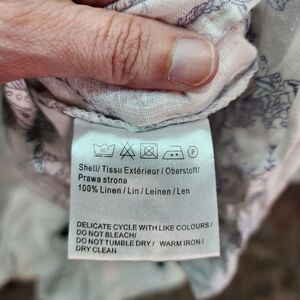 Shell/ Tissu Extérieur / Oberstoff/
Prawa strona
100% Linen / Lin / Leinen / Len
DELICATE CYCLE WITH LIKE COLOURS /
DO NOT BLEACH/
DO NOT TUMBLE DRY / WARM IRON /
DRY CLEAN